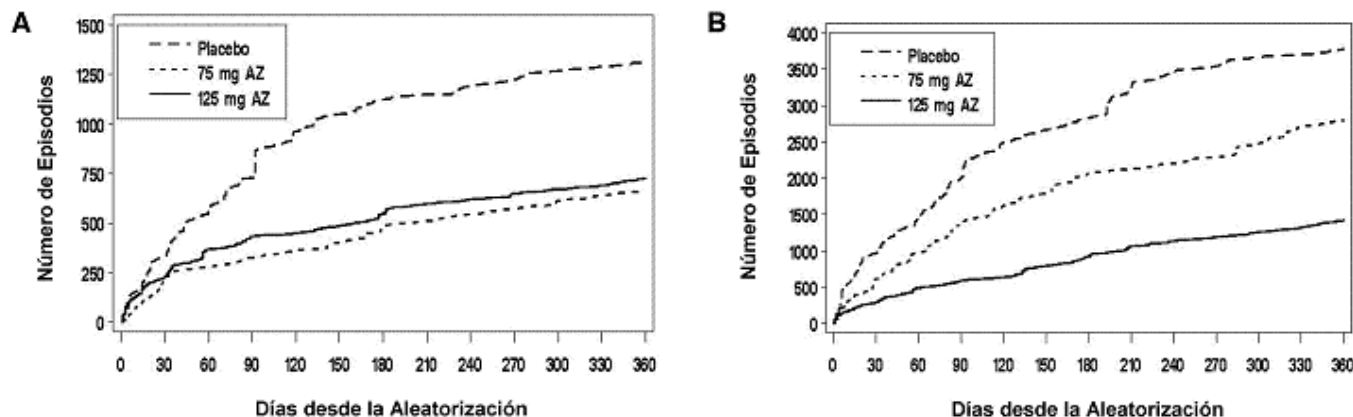 A
Número de Episodios
1500
1250
1000
750
500
250
0
Placebo
75 mg AZ
125 mg AZ
0 30 60 90 120 150 180 210 240 270 300 330 360
Días desde la Aleatorización
B
Número de Episodios
4000
3500
3000
2500
2000
1500
1000
500
0
Placebo
75 mg AZ
125 mg AZ
0 30 60 90 120 150 180 210 240 270 300 330 360
Días desde la Aleatorización